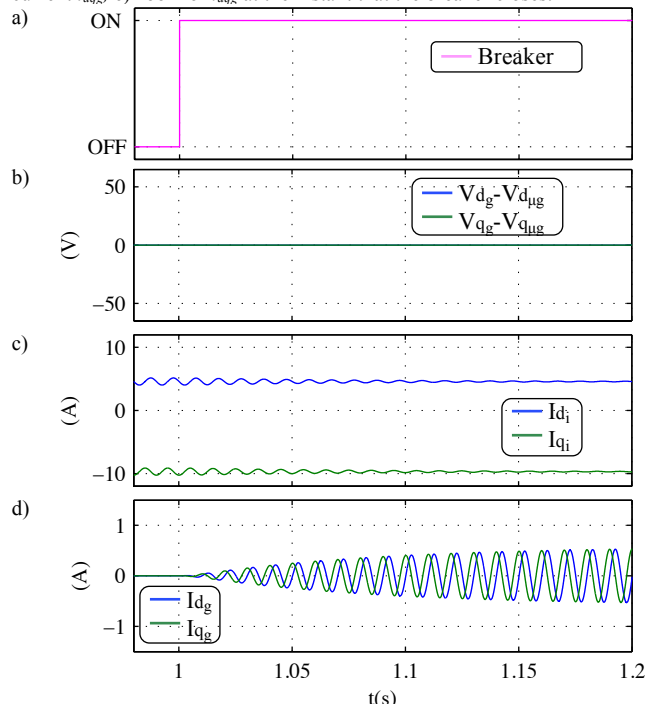 a)
ON
Breaker
OFF
b)
50
Vdg-Vdμg
Vqg-Vqμg
(V)
0
−50
c)
10
(A)
0
Idi
Iqi
−10
d)
1
(A)
0
Idg
Iqg
−1
1 1.05 1.1 1.15 1.2
t(s)